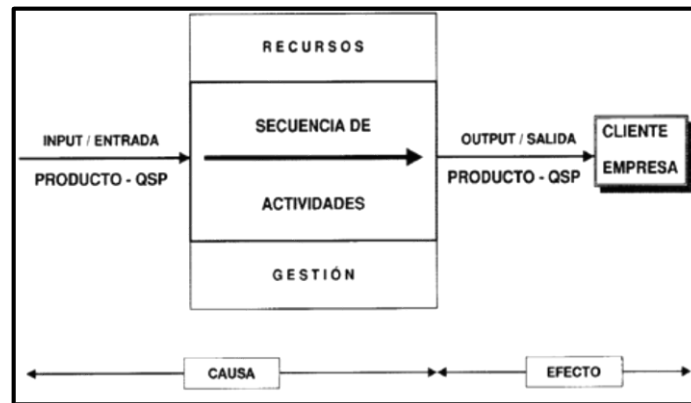 RECURSOS
INPUT / ENTRADA
PRODUCTO - QSP
SECUENCIA DE
ACTIVIDADES
OUTPUT / SALIDA
PRODUCTO - QSP
CLIENTE
EMPRESA
GESTIÓN
CAUSA
EFECTO